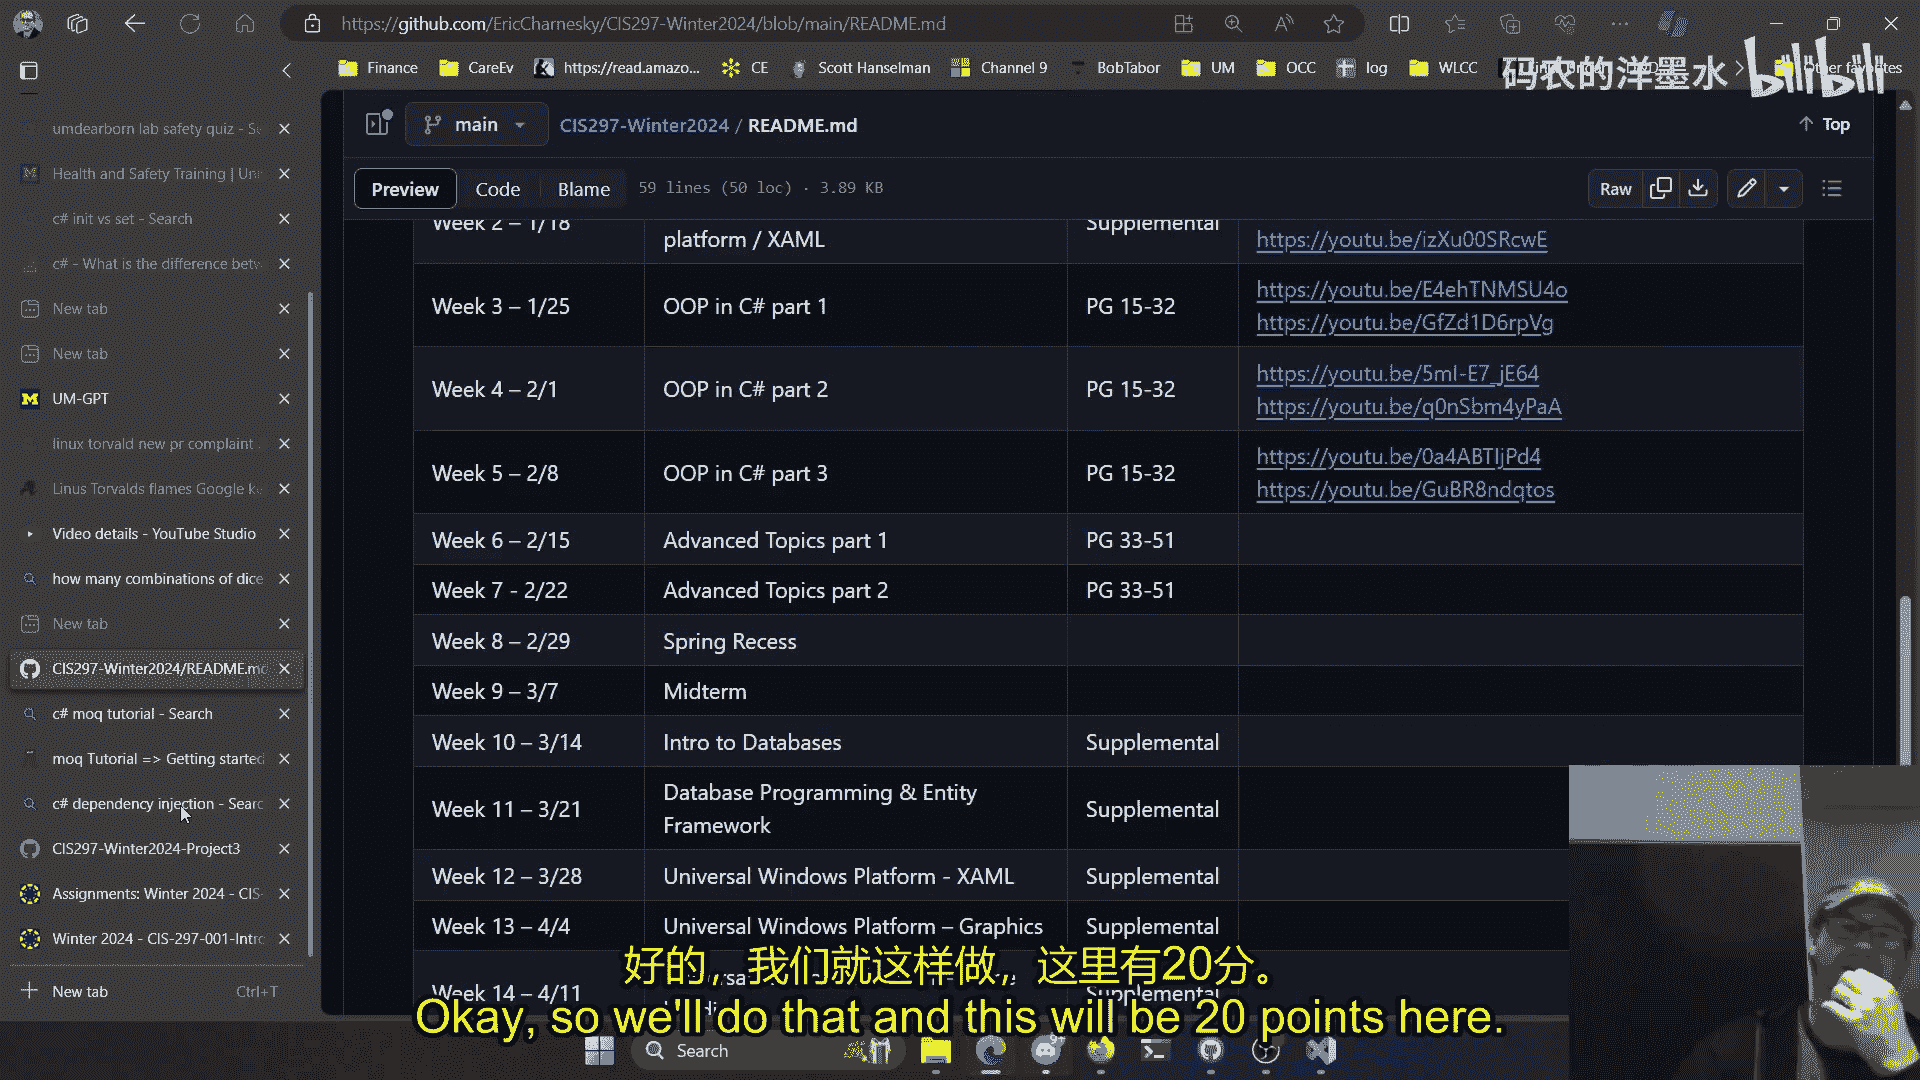 https://github.com/EricCharnesky/CIS297-Winter2024/blob/main/README.md
Finance
CareEv
https://read.amazo...
CE
Scott Hanselman
Channel 9
BobTabor
UM
OCC
log
WLCC
码农的洋墨水
bilibili
umdearborn lab safety quiz - Se
Health and Safety Training | Uni
c# init vs set - Search
c# - What is the difference betw
New tab
New tab
UM-GPT
linux torvald new pr complaint
Linus Torvalds flames Google k
Video details - YouTube Studio
how many combinations of dice
New tab
CIS297-Winter2024/README.md
c# moq tutorial - Search
moq Tutorial => Getting started
c# dependency injection - Searc
CIS297-Winter2024-Project3
Assignments: Winter 2024 - CIS-
Winter 2024 - CIS-297-001-Intro
New tab Ctrl+T
main
CIS297-Winter2024 / README.md
Top
Preview
Code
Blame
59 lines (50 loc) · 3.89 KB
Raw
Week 2 – 1/18
platform / XAML
Supplemental
https://youtu.be/izXu00SRcwE
Week 3 – 1/25
OOP in C# part 1
PG 15-32
https://youtu.be/E4ehTNMSU4o
https://youtu.be/GfZd1D6rpVg
Week 4 – 2/1
OOP in C# part 2
PG 15-32
https://youtu.be/5mI-E7_jE64
https://youtu.be/q0nSbm4yPaA
Week 5 – 2/8
OOP in C# part 3
PG 15-32
https://youtu.be/0a4ABTIjPd4
https://youtu.be/GuBR8ndqtos
Week 6 – 2/15
Advanced Topics part 1
PG 33-51
Week 7 - 2/22
Advanced Topics part 2
PG 33-51
Week 8 – 2/29
Spring Recess
Week 9 – 3/7
Midterm
Week 10 – 3/14
Intro to Databases
Supplemental
Week 11 – 3/21
Database Programming & Entity
Framework
Supplemental
Week 12 – 3/28
Universal Windows Platform - XAML
Supplemental
Week 13 – 4/4
Universal Windows Platform – Graphics
Supplemental
Week 14 – 4/11
Supplemental
好的，我们就这样做，这里有20分。
Okay, so we'll do that and this will be 20 points here.
Search